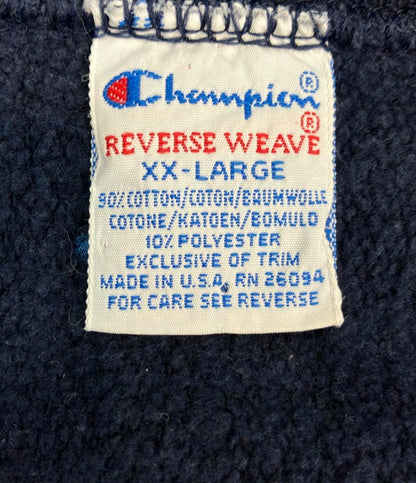 Champion®
REVERSE WEAVE®
XX-LARGE
90% COTTON/COTON/BAUMWOLLE
COTONE/KATOEN/BOMULD
10% POLYESTER
EXCLUSIVE OF TRIM
MADE IN U.S.A. RN 26094
FOR CARE SEE REVERSE